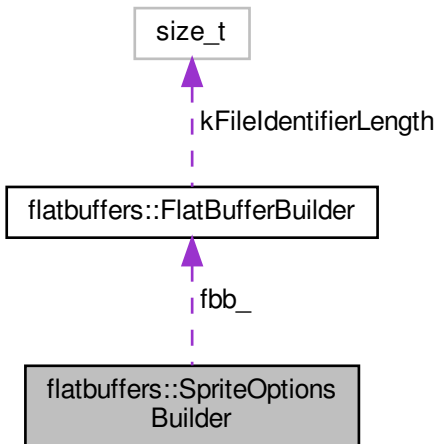 size_t
kFileIdentifierLength
flatbuffers::FlatBufferBuilder
fbb_
flatbuffers::SpriteOptions
Builder